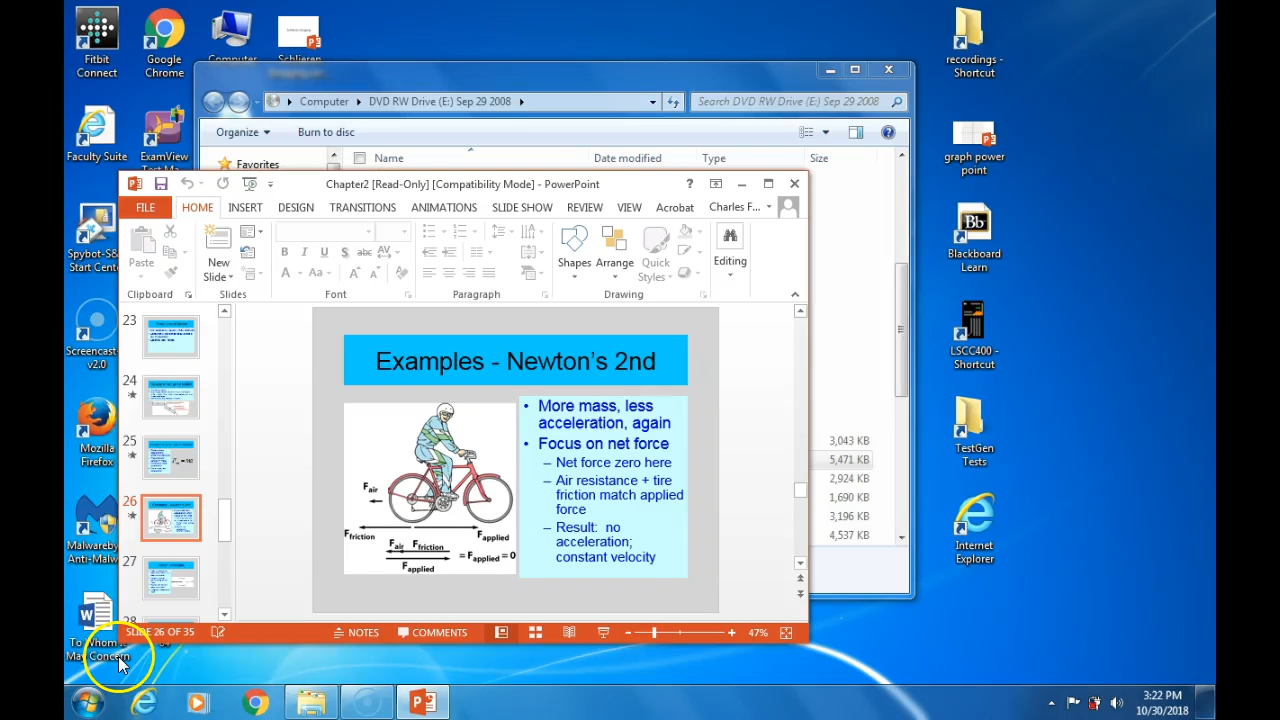 Fitbit
Connect
Google
Chrome
Computer
Schlieren
recordings -
Shortcut
Computer
DVD RW Drive (E:) Sep 29 2008
Search DVD RW Drive (E:) Sep 29 2008
Organize
Burn to disc
Favorites
Name
Date modified
Type
Size
Faculty Suite
ExamView
graph power
point
Chapter2 [Read-Only] [Compatibility Mode] - PowerPoint
FILE
HOME
INSERT
DESIGN
TRANSITIONS
ANIMATIONS
SLIDE SHOW
REVIEW
VIEW
Acrobat
Charles F...
Paste
New
Slide
Shapes
Arrange
Quick
Styles
Editing
Clipboard
Slides
Font
Paragraph
Drawing
Spybot-S&
Start Cent
Blackboard
Learn
Screencast-
v2.0
LSCC400 -
Shortcut
Mozilla
Firefox
TestGen
Tests
Malwareby
Anti-Malw
Internet
Explorer
23
24
25
26
27
28
Examples - Newton's 2nd
• More mass, less
acceleration, again
• Focus on net force
– Net force zero here
– Air resistance + tire
friction match applied
force
– Result: no
acceleration;
constant velocity
Fair
Ffriction
Fapplied
Fair Ffriction
= Fapplied = 0
Fapplied
3,043 KB
5,471 KB
2,924 KB
1,690 KB
3,196 KB
4,537 KB
SLIDE 26 OF 35
NOTES
COMMENTS
47%
May Concern
3:22 PM
10/30/2018